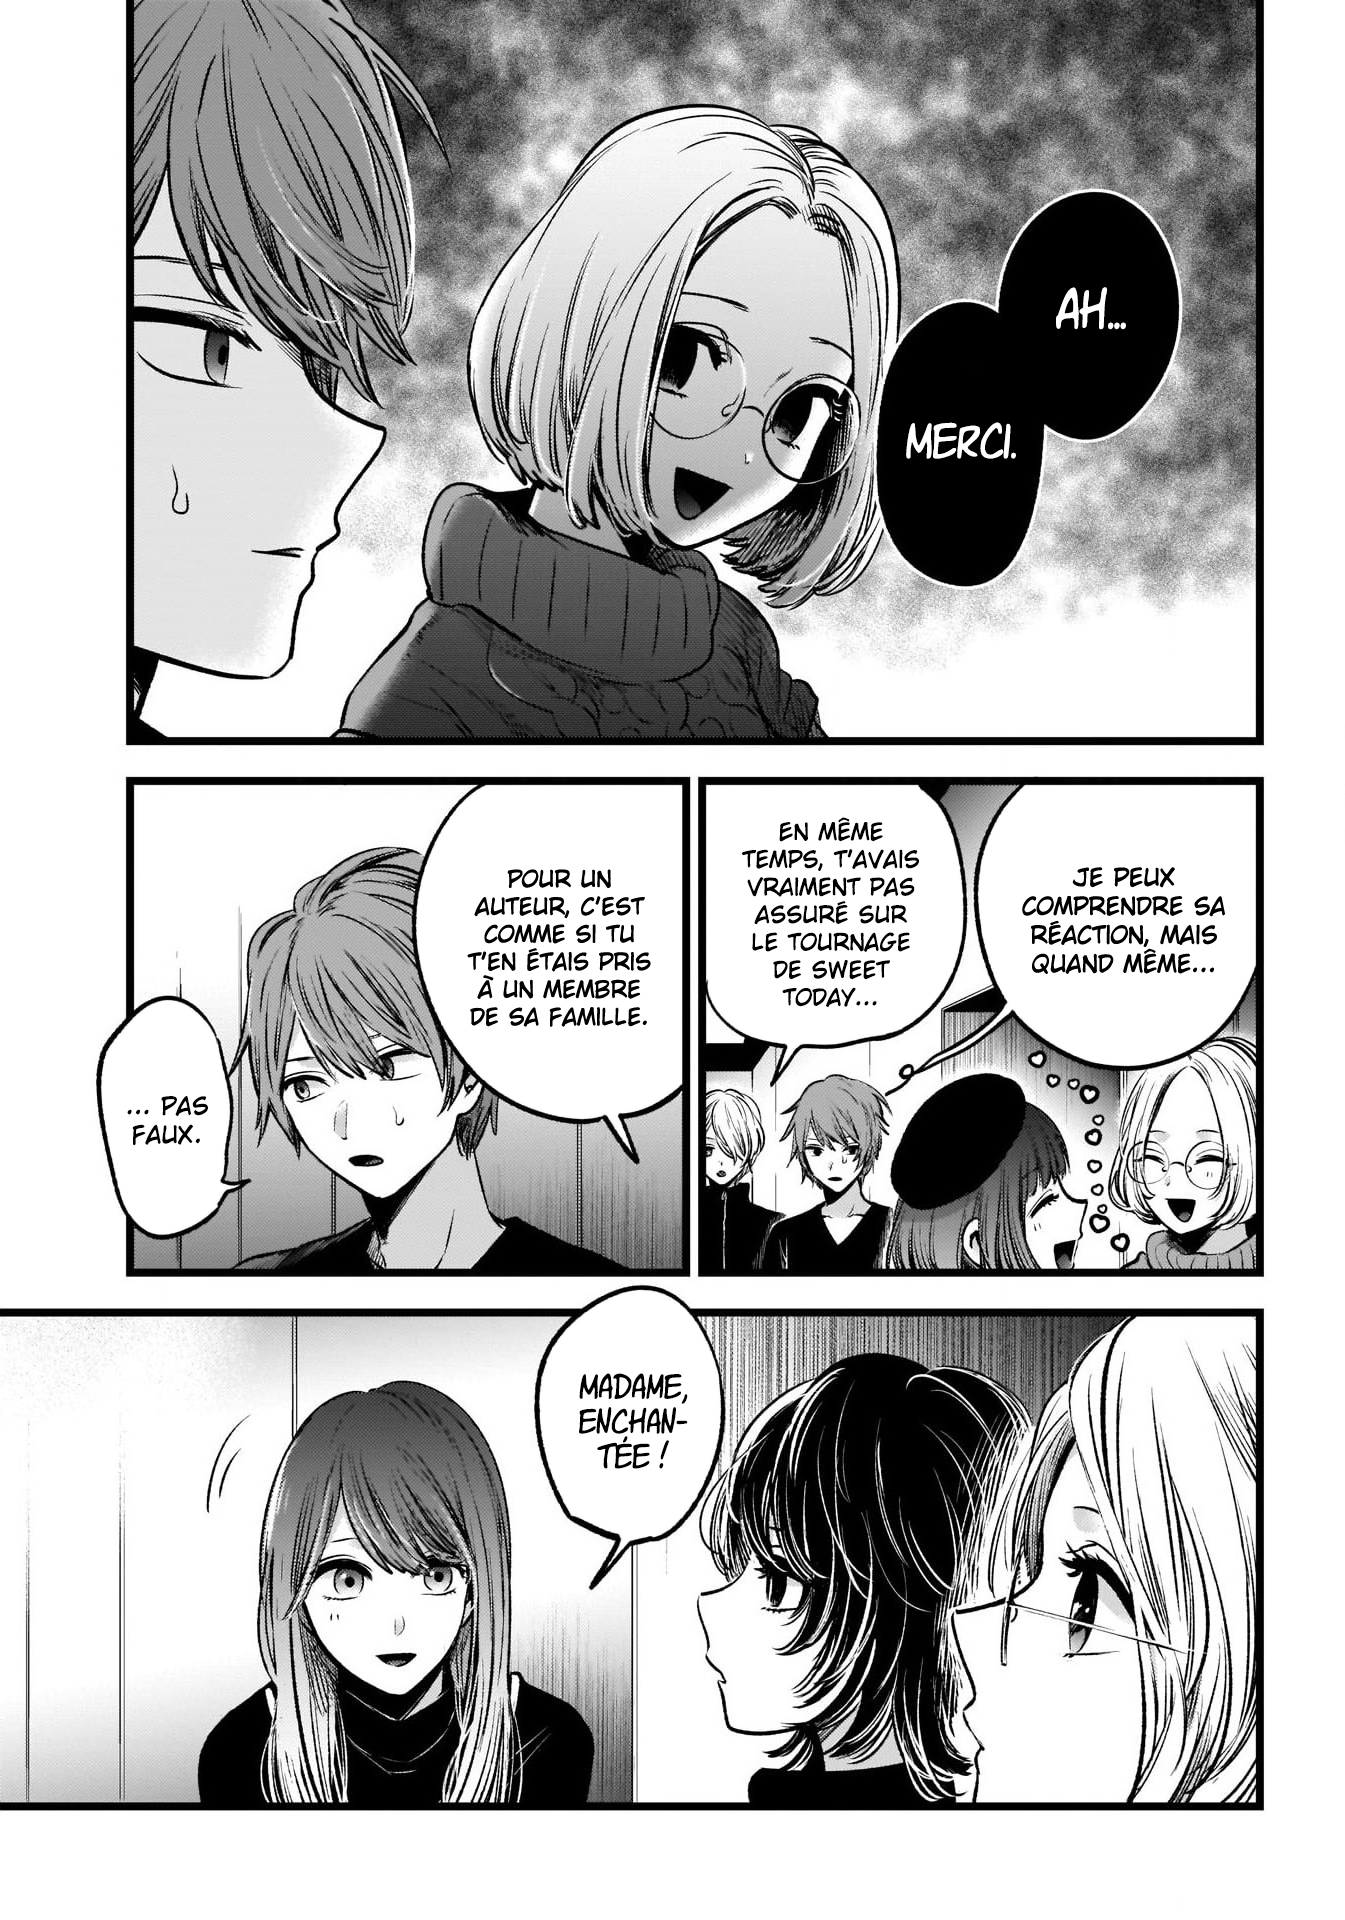 AH...
MERCI.
JE PEUX
COMPRENDRE SA
RÉACTION, MAIS
QUAND MÊME...
EN MÊME
TEMPS, T'AVAIS
VRAIMENT PAS
ASSURÉ SUR
LE TOURNAGE
DE SWEET
TODAY...
POUR UN
AUTEUR, C'EST
COMME SI TU
T'EN ÉTAIS PRIS
À UN MEMBRE
DE SA FAMILLE.
... PAS
FAUX.
MADAME,
ENCHAN-
TÉE !